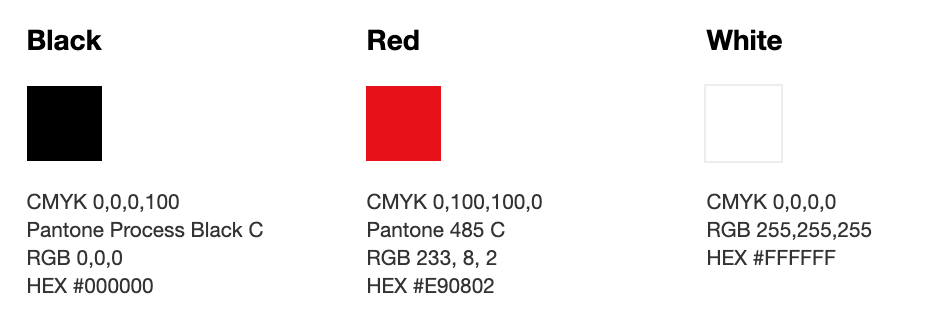 Black
CMYK 0,0,0,100
Pantone Process Black C
RGB 0,0,0
HEX #000000
Red
CMYK 0,100,100,0
Pantone 485 C
RGB 233, 8, 2
HEX #E90802
White
CMYK 0,0,0,0
RGB 255,255,255
HEX #FFFFFF